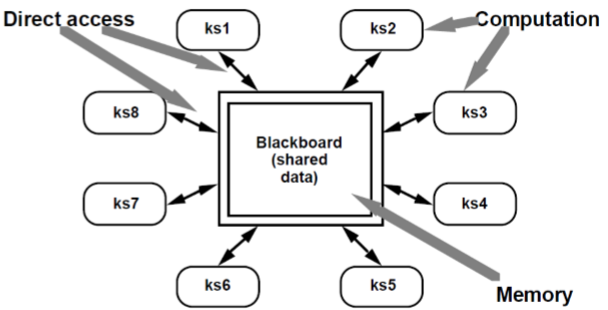 Direct access
ks1
ks2
Computation
ks8
ks3
Blackboard
(shared
data)
ks7
ks4
ks6
ks5
Memory